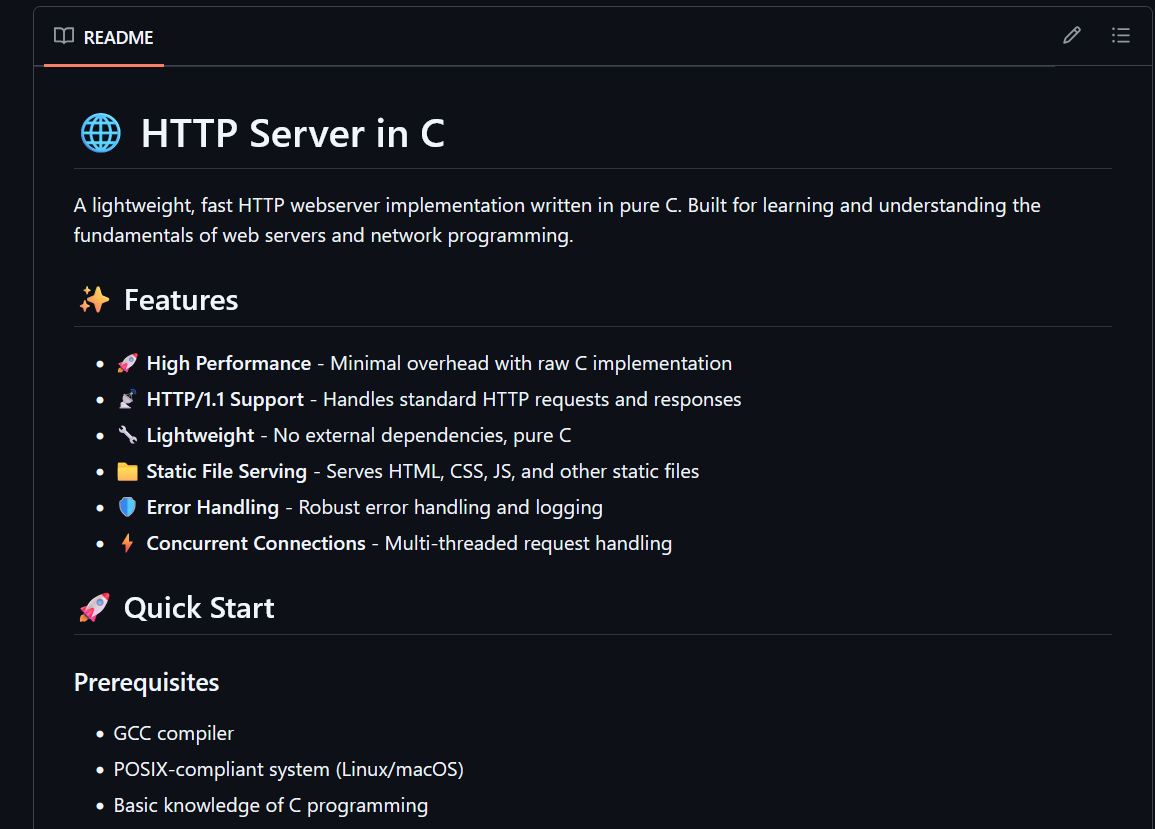 README
🌐 HTTP Server in C
A lightweight, fast HTTP webserver implementation written in pure C. Built for learning and understanding the
fundamentals of web servers and network programming.
✨ Features
• 🚀 High Performance - Minimal overhead with raw C implementation
• 📡 HTTP/1.1 Support - Handles standard HTTP requests and responses
• 🔧 Lightweight - No external dependencies, pure C
• 📁 Static File Serving - Serves HTML, CSS, JS, and other static files
• 🛡️ Error Handling - Robust error handling and logging
• ⚡ Concurrent Connections - Multi-threaded request handling
🚀 Quick Start
Prerequisites
• GCC compiler
• POSIX-compliant system (Linux/macOS)
• Basic knowledge of C programming